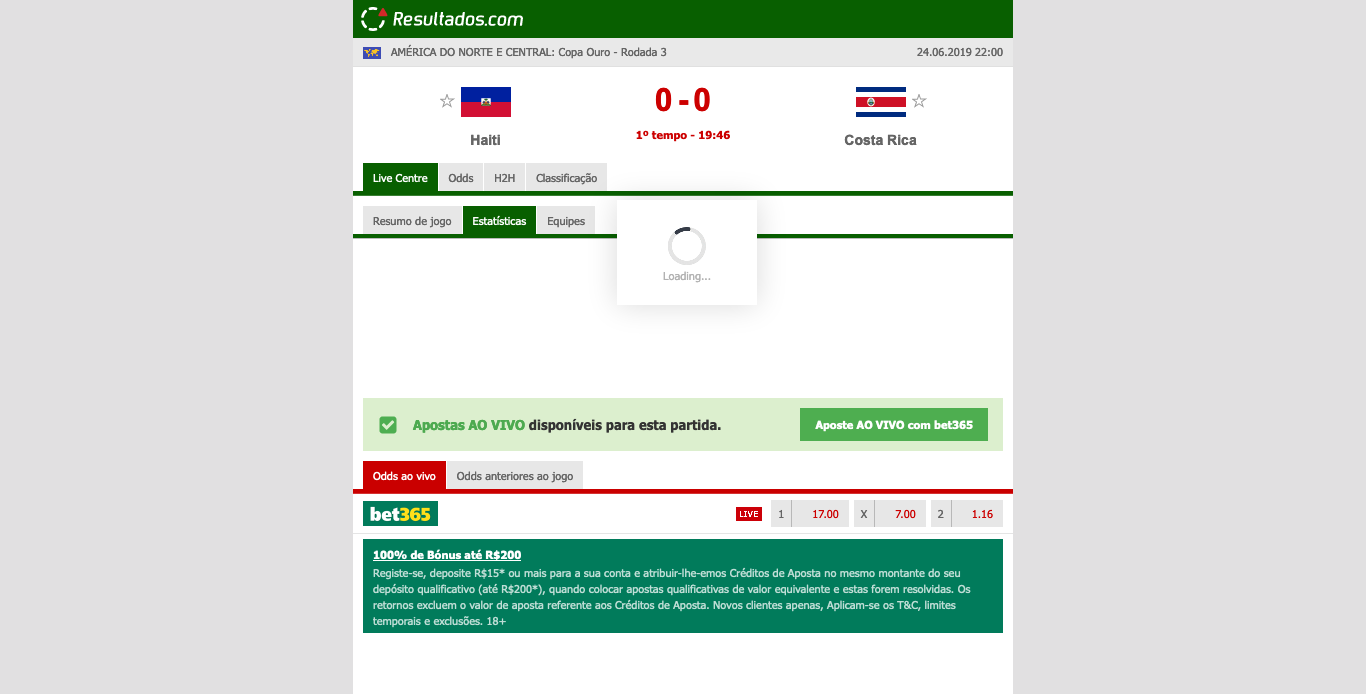 Resultados.com
AMÉRICA DO NORTE E CENTRAL: Copa Ouro - Rodada 3
24.06.2019 22:00
0 - 0
1º tempo - 19:46
Haiti
Costa Rica
Live Centre
Odds
H2H
Classificação
Resumo de jogo
Estatísticas
Equipes
Loading...
Apostas AO VIVO disponíveis para esta partida.
Aposte AO VIVO com bet365
Odds ao vivo
Odds anteriores ao jogo
bet365
LIVE
1
17.00
X
7.00
2
1.16
100% de Bónus até R$200
Registe-se, deposite R$15* ou mais para a sua conta e atribuir-lhe-emos Créditos de Aposta no mesmo montante do seu
depósito qualificativo (até R$200*), quando colocar apostas qualificativas de valor equivalente e estas forem resolvidas. Os
retornos excluem o valor de aposta referente aos Créditos de Aposta. Novos clientes apenas, Aplicam-se os T&C, limites
temporais e exclusões. 18+